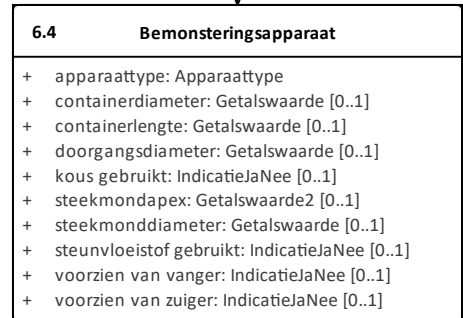 6.4 Bemonsteringsapparaat
+ apparaattype: Apparaattype
+ containerdiameter: Getalswaarde [0..1]
+ containerlengte: Getalswaarde [0..1]
+ doorgangsdiameter: Getalswaarde [0..1]
+ kous gebruikt: IndicatieJaNee [0..1]
+ steekmondapex: Getalswaarde2 [0..1]
+ steekmonddiameter: Getalswaarde [0..1]
+ steunvloeistof gebruikt: IndicatieJaNee [0..1]
+ voorzien van vanger: IndicatieJaNee [0..1]
+ voorzien van zuiger: IndicatieJaNee [0..1]